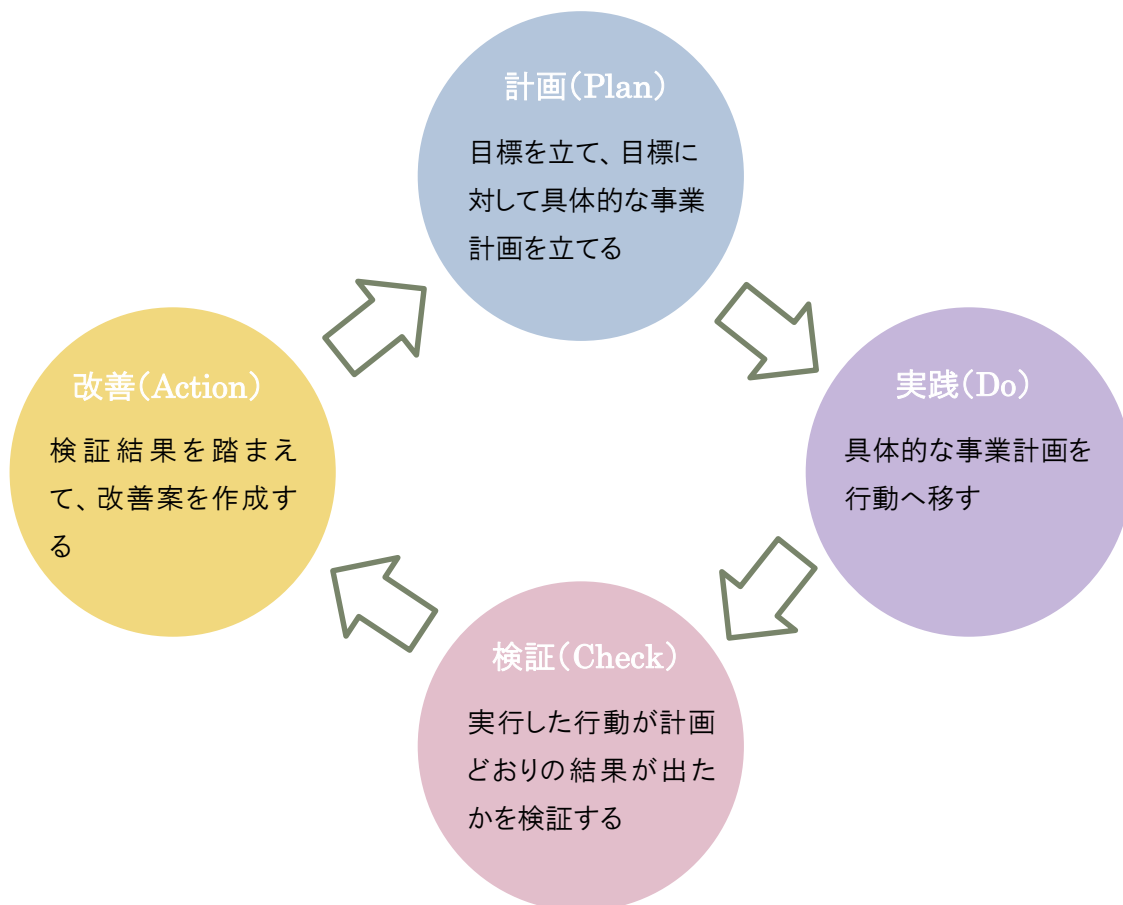 計画(Plan)
目標を立て、目標に
対して具体的な事業
計画を立てる
実践(Do)
具体的な事業計画を
行動へ移す
検証(Check)
実行した行動が計画
どおりの結果が出た
かを検証する
改善(Action)
検証結果を踏まえ
て、改善案を作成す
る